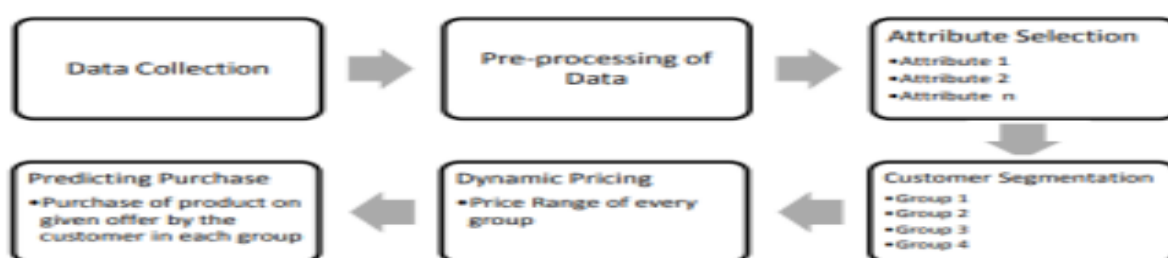 Data Collection
Pre-processing of
Data
Attribute Selection
•Attribute 1
•Attribute 2
•Attribute n
Customer Segmentation
•Group 1
•Group 2
•Group 3
•Group 4
Dynamic Pricing
•Price Range of every
group
Predicting Purchase
•Purchase of product on
given offer by the
customer in each group